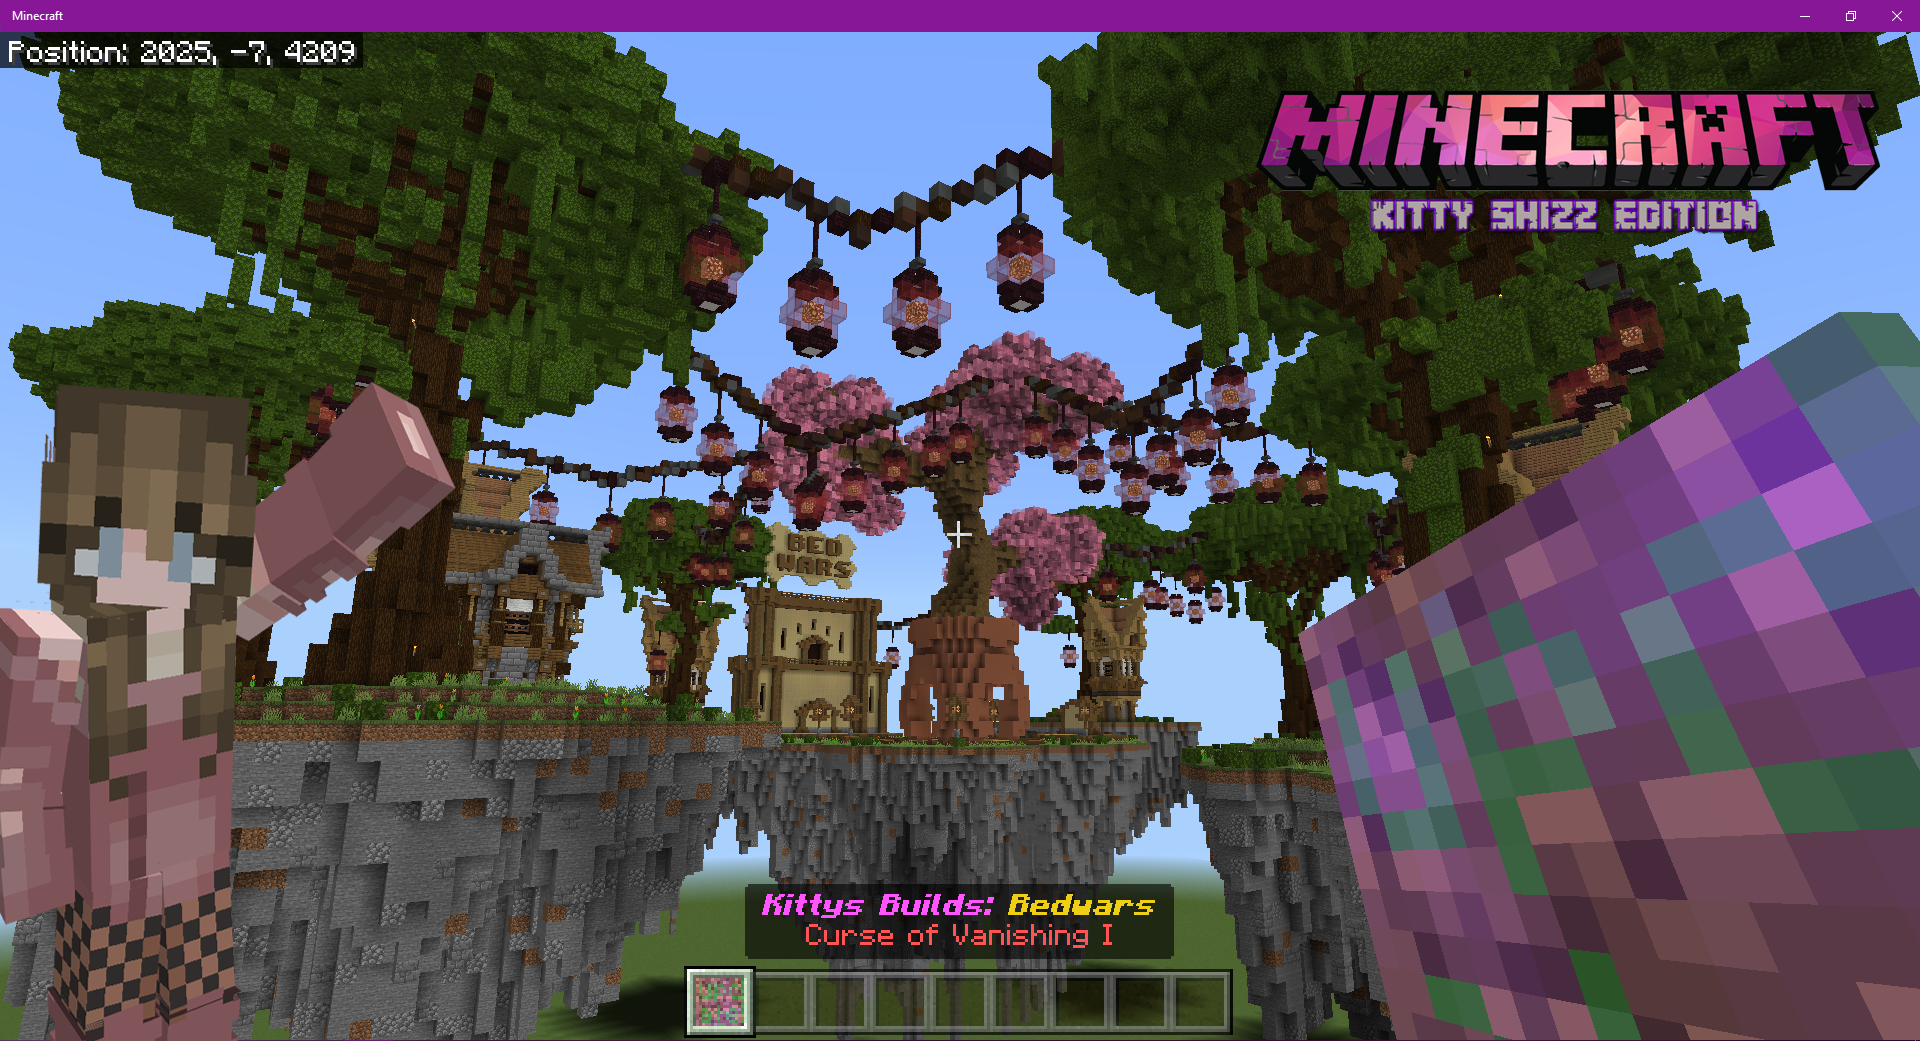 Minecraft
Position: 2025, -7, 4209
MINECRAFT
KITTY SHIZZ EDITION
BED
WARS
Kittys Builds: Bedwars
Curse of Vanishing I